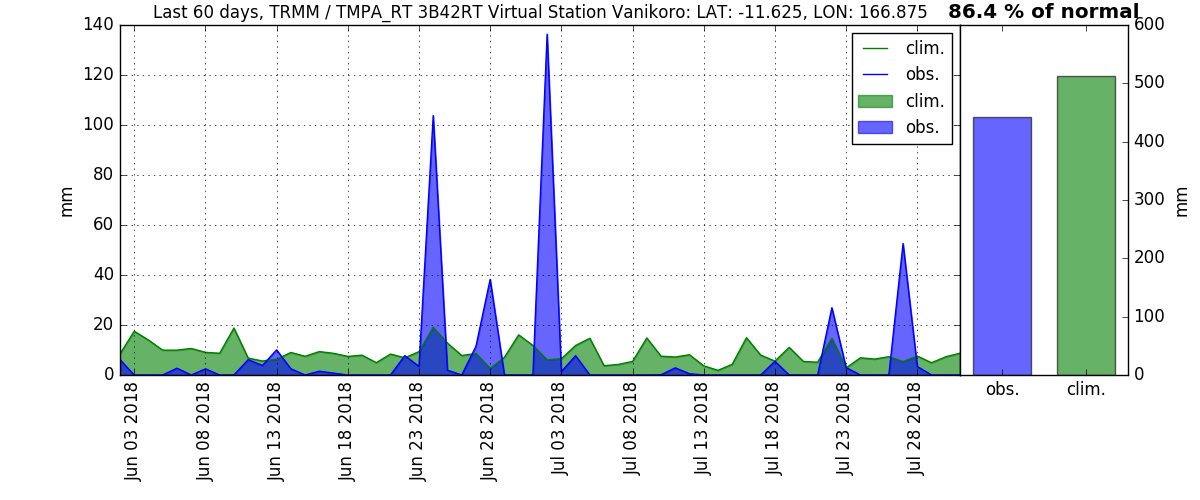 Last 60 days, TRMM / TMPA_RT 3B42RT Virtual Station Vanikoro: LAT: -11.625, LON: 166.875
86.4 % of normal
140
120
100
80
60
40
20
0
mm
clim.
obs.
clim.
obs.
Jun 03 2018
Jun 08 2018
Jun 13 2018
Jun 18 2018
Jun 23 2018
Jun 28 2018
Jul 03 2018
Jul 08 2018
Jul 13 2018
Jul 18 2018
Jul 23 2018
Jul 28 2018
600
500
400
300
200
100
0
mm
obs.
clim.